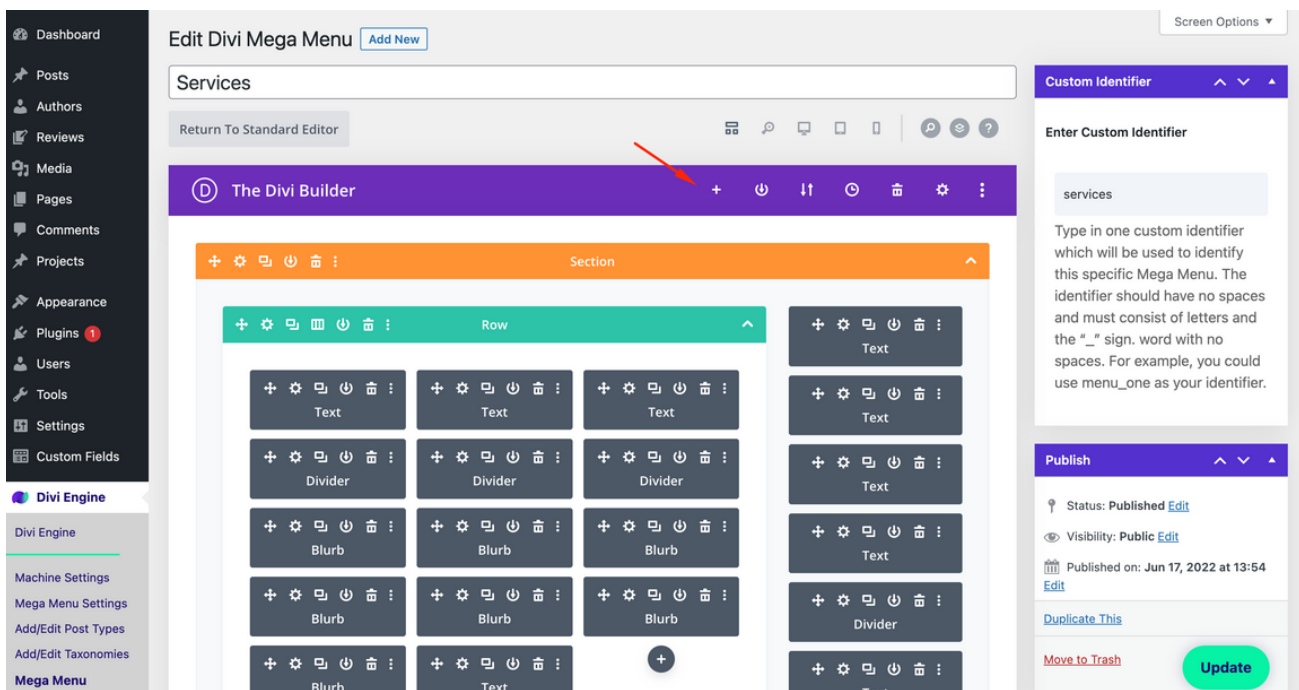 Screen Options ▼
Dashboard
Posts
Authors
Reviews
Media
Pages
Comments
Projects
Appearance
Plugins 1
Users
Tools
Settings
Custom Fields
Divi Engine
Divi Engine
Machine Settings
Mega Menu Settings
Add/Edit Post Types
Add/Edit Taxonomies
Mega Menu
Edit Divi Mega Menu Add New
Services
Return To Standard Editor
D The Divi Builder
Section
Row
Text Text Text
Divider Divider Divider
Blurb Blurb Blurb
Blurb Blurb Blurb
Blurb Text
Text
Text
Text
Text
Divider
Text
Custom Identifier
Enter Custom Identifier
services
Type in one custom identifier
which will be used to identify
this specific Mega Menu. The
identifier should have no spaces
and must consist of letters and
the “_” sign. word with no
spaces. For example, you could
use menu_one as your identifier.
Publish
Status: Published Edit
Visibility: Public Edit
Published on: Jun 17, 2022 at 13:54
Edit
Duplicate This
Move to Trash
Update